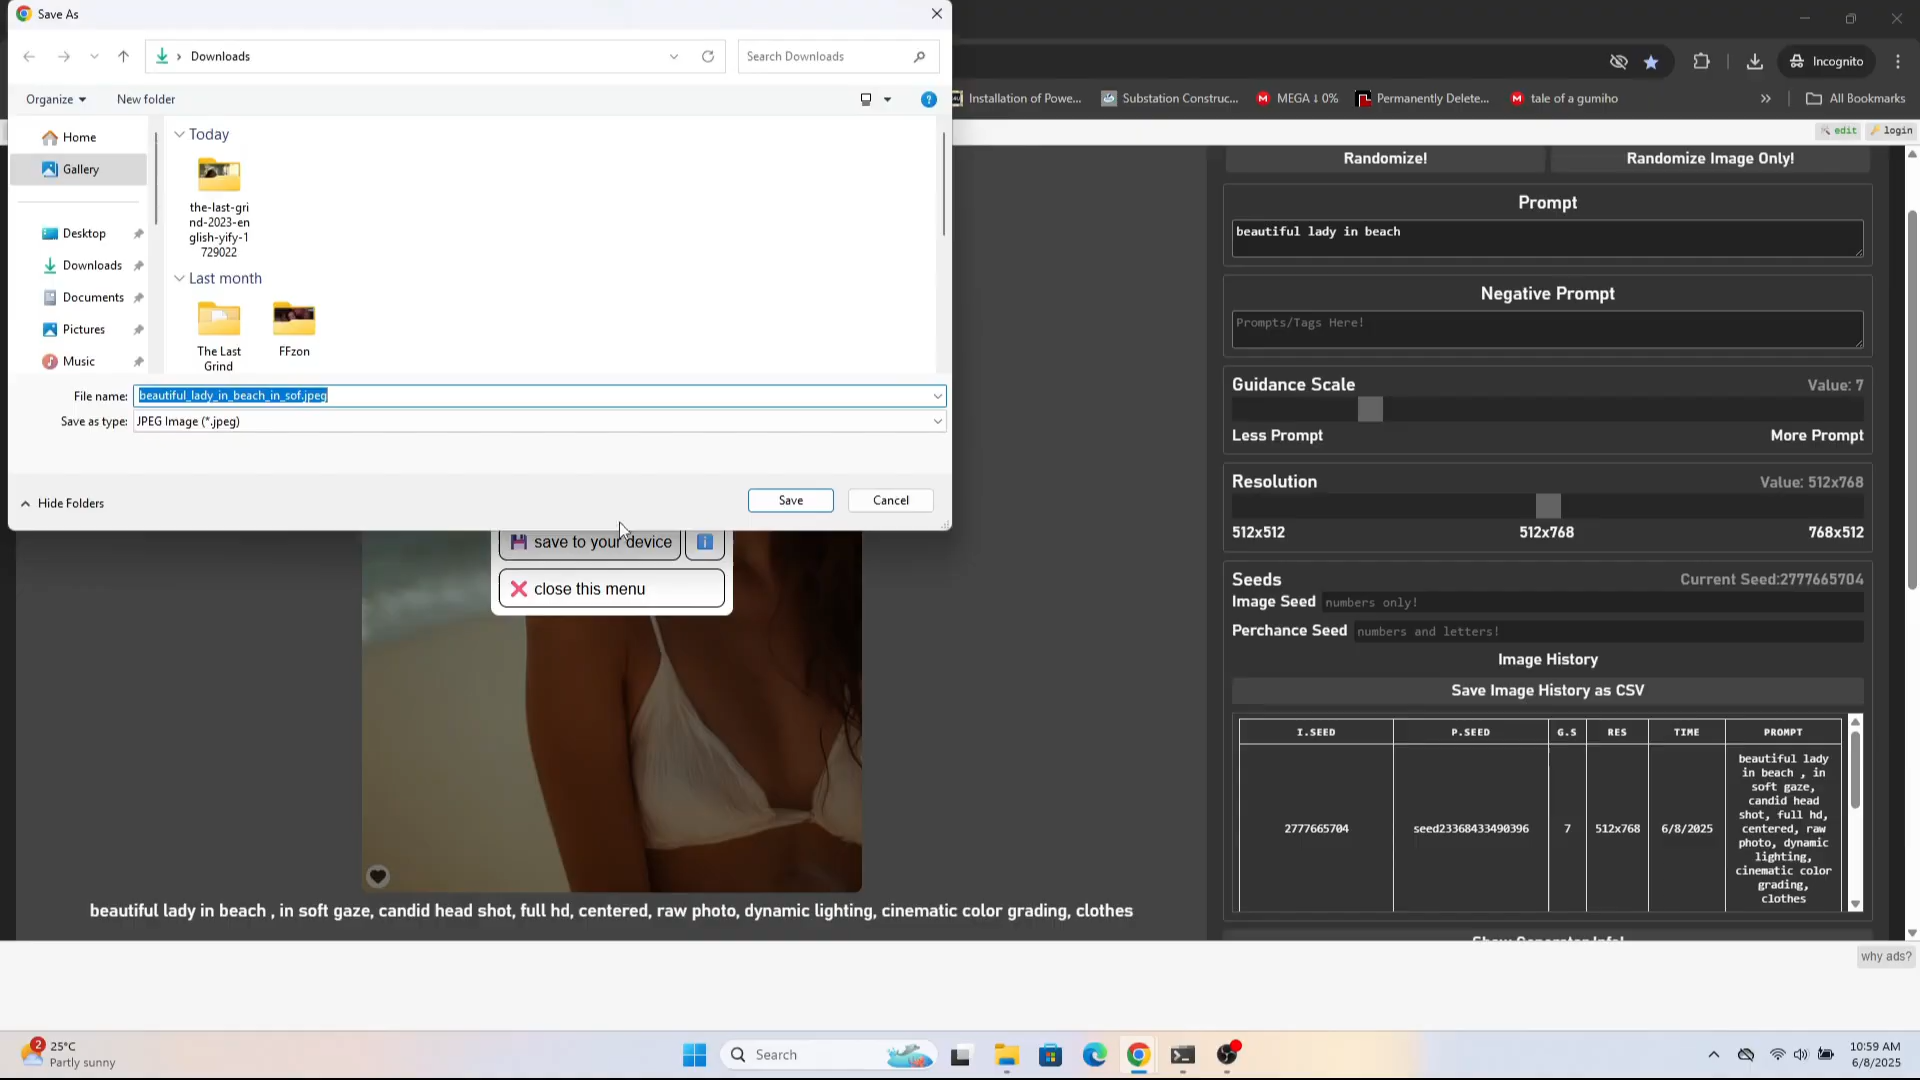 Save As
Downloads
Search Downloads
Organize
New folder
Home
Gallery
Desktop
Downloads
Documents
Pictures
Music
Today
the-last-gri
nd-2023-en
glish-yify-1
729022
Last month
The Last
Grind
FFzon
File name:
beautiful_lady_in_beach_in_sof.jpeg
Save as type:
JPEG Image (*.jpeg)
Hide Folders
Save
Cancel
Incognito
Installation of Powe...
Substation Construc...
MEGA ↓ 0%
Permanently Delete...
tale of a gumiho
»
All Bookmarks
edit
login
Randomize!
Randomize Image Only!
Prompt
beautiful lady in beach
Negative Prompt
Prompts/Tags Here!
Guidance Scale
Value: 7
Less Prompt
More Prompt
Resolution
Value: 512x768
512x512
512x768
768x512
Seeds
Current Seed:2777665704
Image Seed
numbers only!
Perchance Seed
numbers and letters!
Image History
Save Image History as CSV
I.SEED
P.SEED
G.S
RES
TIME
PROMPT
2777665704
seed23368433490396
7
512x768
6/8/2025
beautiful lady
in beach , in
soft gaze,
candid head
shot, full hd,
centered, raw
photo, dynamic
lighting,
cinematic color
grading,
clothes
Show Generator Info!
save to your device
close this menu
beautiful lady in beach , in soft gaze, candid head shot, full hd, centered, raw photo, dynamic lighting, cinematic color grading, clothes
why ads?
2
25°C
Partly sunny
Search
10:59 AM
6/8/2025